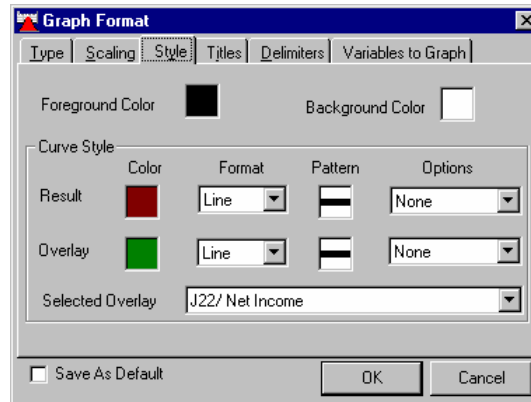 Graph Format
Type Scaling Style Titles Delimiters Variables to Graph
Foreground Color Background Color
Curve Style
Color Format Pattern Options
Result Line None
Overlay Line None
Selected Overlay J22/ Net Income
Save As Default OK Cancel